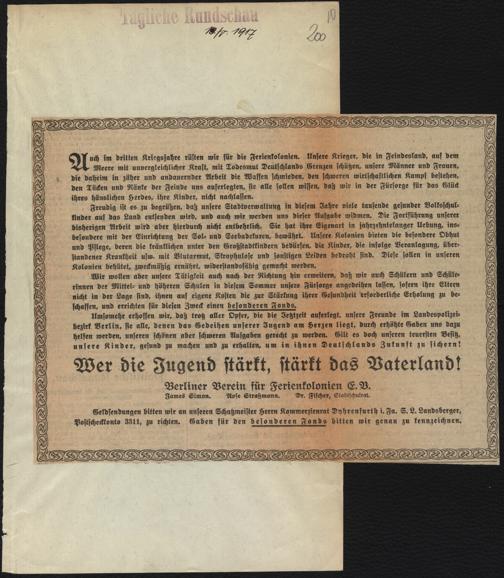 Tägliche Rundschau
1917
200
Auch im dritten Kriegsjahre rüsten wir für die Ferienkolonien. Unsere Krieger, die in Feindesland, auf dem
Meere mit unvergleichlicher Kraft, mit Todesmut Deutschlands Grenzen schützen, unsere Männer und Frauen,
die daheim in zäher und andauernder Arbeit die Waffen schmieden, den schweren wirtschaftlichen Kampf bestehen,
den Tücken und Ränke der Feinde uns auferlegten, sie alle sollen wissen, daß wir in der Fürsorge für das Glück
ihres häuslichen Herdes, ihre Kinder, nicht nachlassen.
Freudig ist es zu begrüßen, daß unsere Stadtverwaltung in diesem Jahre viele tausende gesunder Volksschul-
kinder auf das Land entsenden wird, und auch wir werden uns dieser Aufgabe widmen. Die Fortführung unserer
bisherigen Arbeit wird aber hierdurch nicht entbehrlich. Sie hat ihre Eigenart in jahrzehntelanger Uebung, ins-
besondere mit der Einrichtung der Sol- und Seebadekuren, bewährt. Unsere Kolonien bieten die besondere Obhut
und Pflege, deren die kränklichen unter den Großstadtkindern bedürfen, die Kinder, die infolge Veranlagung, über-
standener Krankheit usw. mit Blutarmut, Skrophulose und sonstigen Leiden bedroht sind. Diese sollen in unseren
Kolonien behütet, zweckmäßig ernährt, widerstandsfähig gemacht werden.
Wir wollen aber unsere Tätigkeit auch nach der Richtung hin erweitern, daß wir auch Schülern und Schüle-
rinnen der Mittel- und höheren Schulen in diesem Sommer unsere Fürsorge angedeihen lassen, sofern ihre Eltern
nicht in der Lage sind, ihnen auf eigene Kosten die zur Stärkung ihrer Gesundheit erforderliche Erholung zu be-
schaffen, und errichten für diesen Zweck einen besonderen Fonds.
Umsomehr erhoffen wir, daß trotz aller Opfer, die die Jetztzeit auferlegt, unsere Freunde im Landespolizei-
bezirk Berlin, sie alle, denen das Gedeihen unserer Jugend am Herzen liegt, durch erhöhte Gaben uns dazu
helfen werden, unseren schönen aber schweren Aufgaben gerecht zu werden. Gilt es doch unseren teuersten Besitz,
unsere Kinder, gesund zu machen und zu erhalten, um in ihnen Deutschlands Zukunft zu sichern!
Wer die Jugend stärkt, stärkt das Vaterland!
Berliner Verein für Ferienkolonien E.V.
James Simon. Rose Straßmann. Dr. Fischer, Stadtschulrat.
Geldsendungen bitten wir an unseren Schatzmeister Herrn Kommerzienrat Dyhrenfurth i. Fa. S. L. Landsberger,
Postscheckkonto 3311, zu richten. Gaben für den besonderen Fonds bitten wir genau zu kennzeichnen.